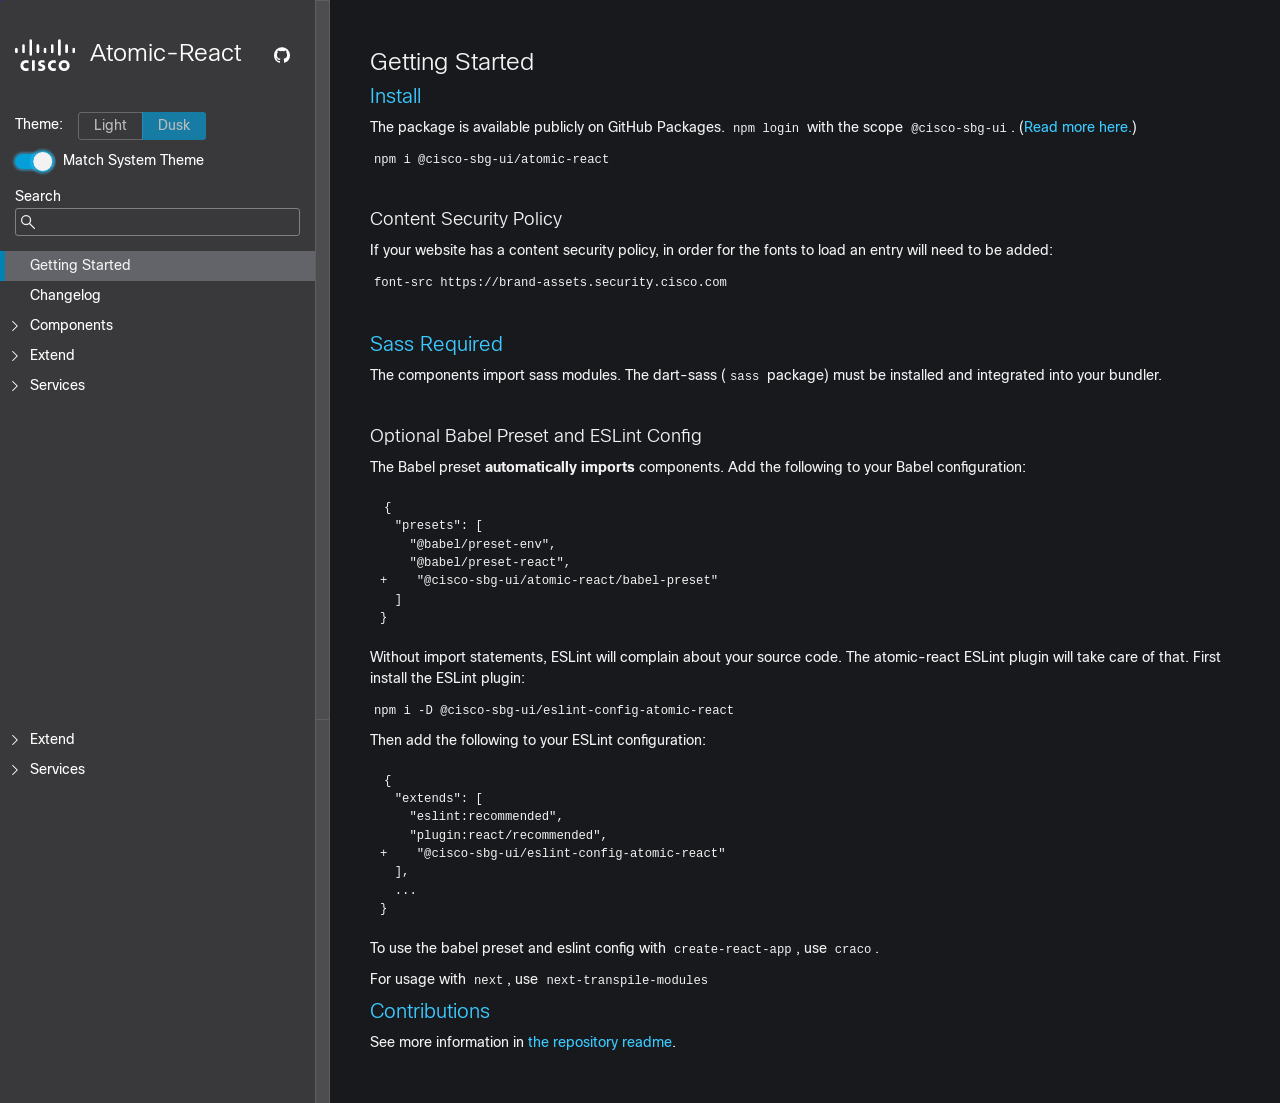 CISCO
Atomic-React
Theme:
Light
Dusk
Match System Theme
Search
Getting Started
Changelog
Components
Extend
Services
Extend
Services
Getting Started
Install
The package is available publicly on GitHub Packages. npm login with the scope @cisco-sbg-ui. (Read more here.)
npm i @cisco-sbg-ui/atomic-react
Content Security Policy
If your website has a content security policy, in order for the fonts to load an entry will need to be added:
font-src https://brand-assets.security.cisco.com
Sass Required
The components import sass modules. The dart-sass ( sass package) must be installed and integrated into your bundler.
Optional Babel Preset and ESLint Config
The Babel preset automatically imports components. Add the following to your Babel configuration:
{
"presets": [
"@babel/preset-env",
"@babel/preset-react",
+    "@cisco-sbg-ui/atomic-react/babel-preset"
]
}
Without import statements, ESLint will complain about your source code. The atomic-react ESLint plugin will take care of that. First
install the ESLint plugin:
npm i -D @cisco-sbg-ui/eslint-config-atomic-react
Then add the following to your ESLint configuration:
{
"extends": [
"eslint:recommended",
"plugin:react/recommended",
+    "@cisco-sbg-ui/eslint-config-atomic-react"
],
...
}
To use the babel preset and eslint config with create-react-app , use craco .
For usage with next , use next-transpile-modules
Contributions
See more information in the repository readme.